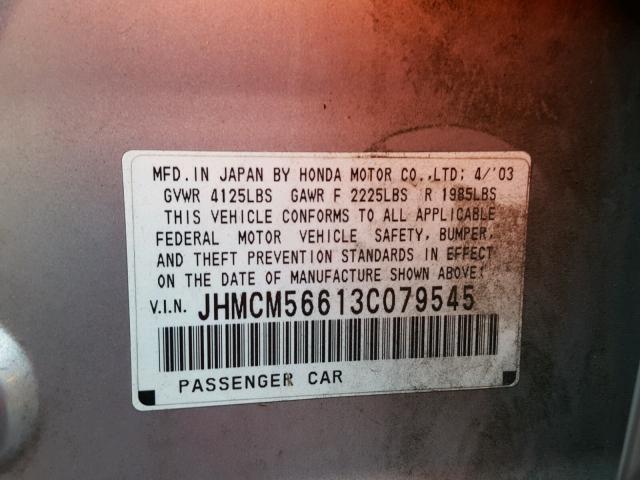 MFD. IN JAPAN BY HONDA MOTOR CO., LTD; 4/'03
GVWR 4125LBS GAWR F 2225LBS R 1985LBS
THIS VEHICLE CONFORMS TO ALL APPLICABLE
FEDERAL MOTOR VEHICLE SAFETY, BUMPER,
AND THEFT PREVENTION STANDARDS IN EFFECT
ON THE DATE OF MANUFACTURE SHOWN ABOVE:
V.I.N. JHMCM56613C079545
PASSENGER CAR